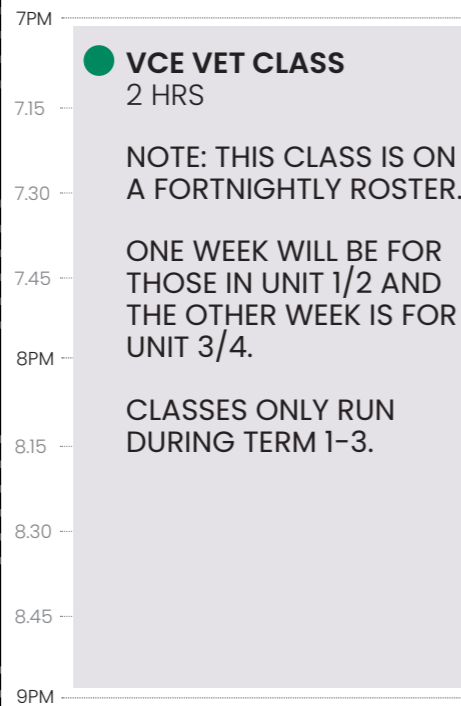 7PM
7.15
7.30
7.45
8PM
8.15
8.30
8.45
9PM
VCE VET CLASS
2 HRS
NOTE: THIS CLASS IS ON
A FORTNIGHTLY ROSTER.
ONE WEEK WILL BE FOR
THOSE IN UNIT 1/2 AND
THE OTHER WEEK IS FOR
UNIT 3/4.
CLASSES ONLY RUN
DURING TERM 1-3.